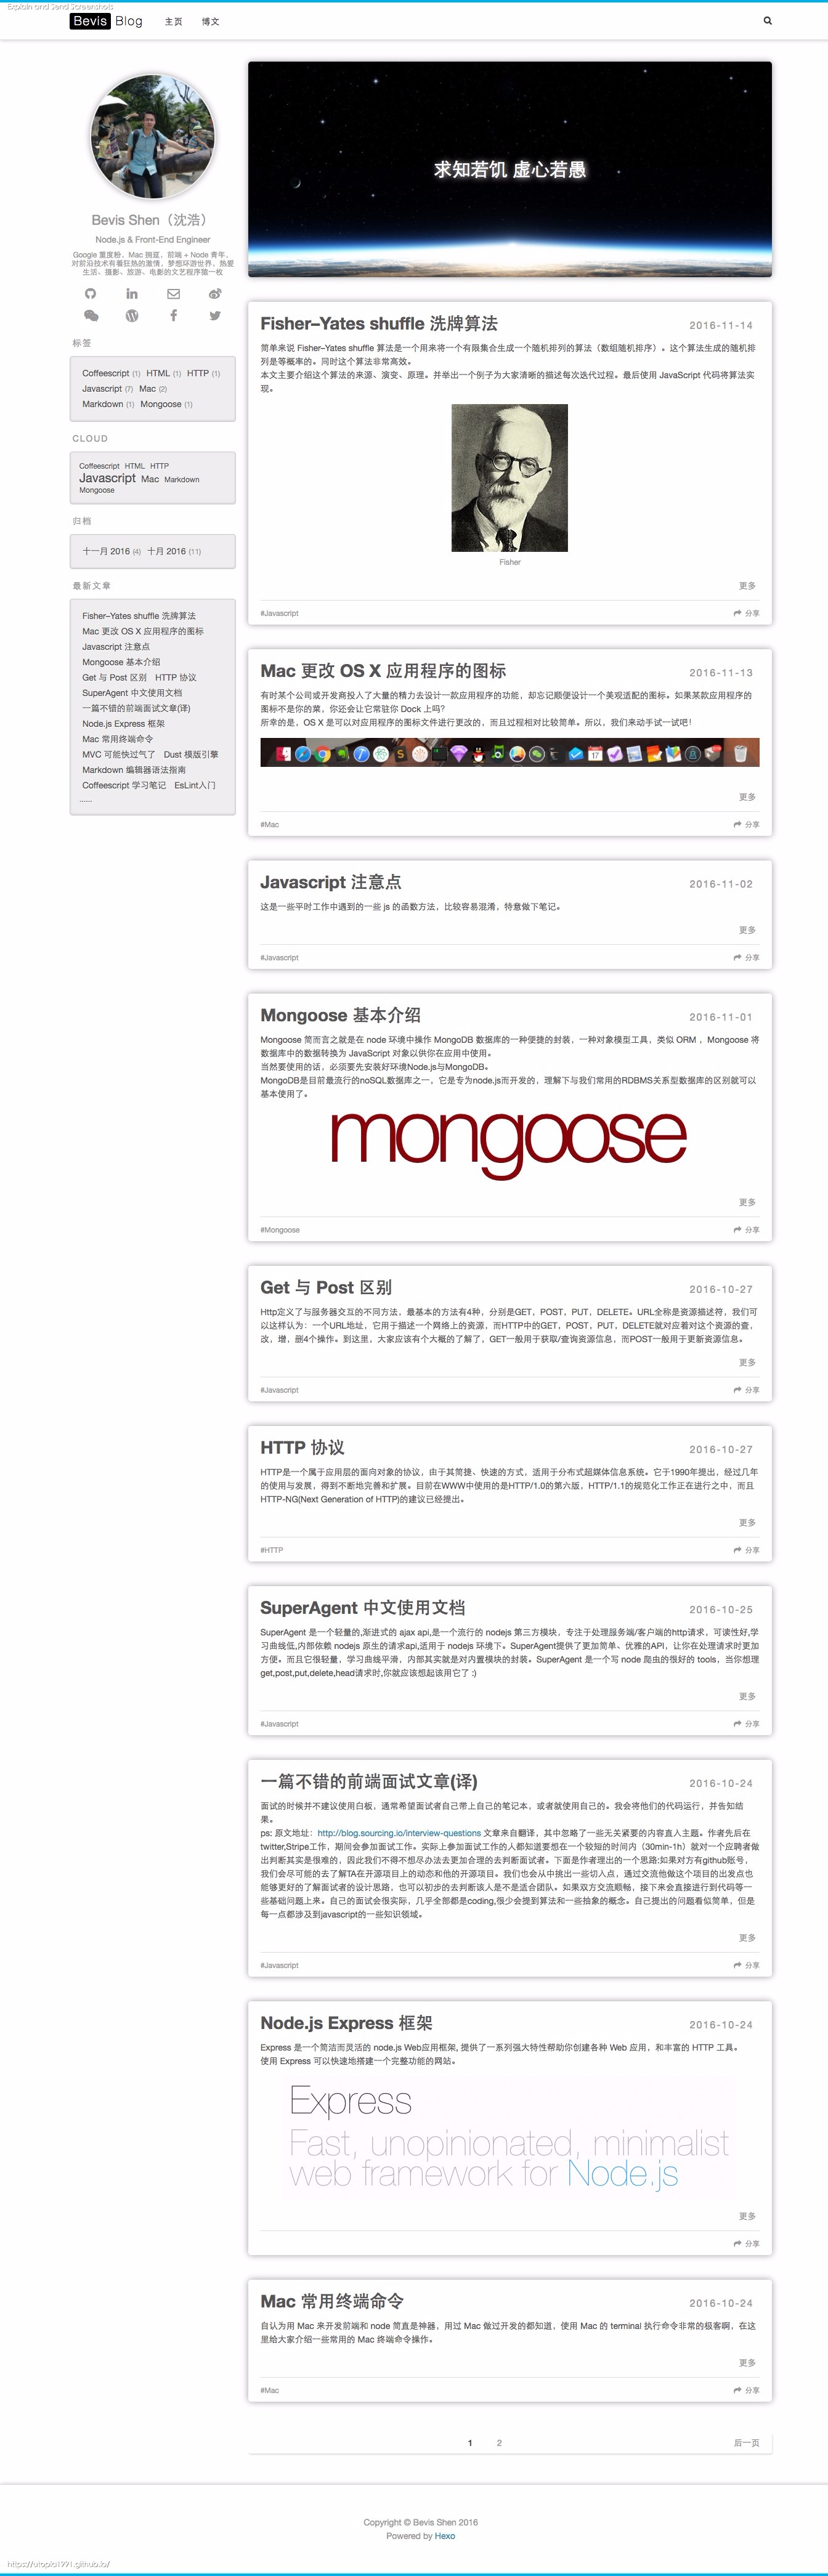 Explain and Send Screenshots
Bevis Blog 主页 博文
Bevis Shen（沈浩）
Node.js & Front-End Engineer
Google 重度粉，Mac 拥趸，前端 + Node 青年，
对前沿技术有着狂热的激情，梦想环游世界，热爱
生活、摄影、旅游、电影的文艺程序猿一枚
标签
Coffeescript (1) HTML (1) HTTP (1)
Javascript (7) Mac (2)
Markdown (1) Mongoose (1)
CLOUD
Coffeescript HTML HTTP
Javascript Mac Markdown
Mongoose
归档
十一月 2016 (4) 十月 2016 (11)
最新文章
Fisher–Yates shuffle 洗牌算法
Mac 更改 OS X 应用程序的图标
Javascript 注意点
Mongoose 基本介绍
Get 与 Post 区别 HTTP 协议
SuperAgent 中文使用文档
一篇不错的前端面试文章(译)
Node.js Express 框架
Mac 常用终端命令
MVC 可能快过气了 Dust 模版引擎
Markdown 编辑器语法指南
Coffeescript 学习笔记 EsLint入门
......
求知若饥 虚心若愚
Fisher–Yates shuffle 洗牌算法 2016-11-14
简单来说 Fisher–Yates shuffle 算法是一个用来将一个有限集合生成一个随机排列的算法（数组随机排序）。这个算法生成的随机排
列是等概率的。同时这个算法非常高效。
本文主要介绍这个算法的来源、演变、原理。并举出一个例子为大家清晰的描述每次迭代过程。最后使用 JavaScript 代码将算法实
现。
Fisher
更多
#Javascript 分享
Mac 更改 OS X 应用程序的图标 2016-11-13
有时某个公司或开发商投入了大量的精力去设计一款应用程序的功能，却忘记顺便设计一个美观适配的图标。如果某款应用程序的
图标不是你的菜，你还会让它常驻你 Dock 上吗?
所幸的是，OS X 是可以对应用程序的图标文件进行更改的，而且过程相对比较简单。所以，我们来动手试一试吧!
17
更多
#Mac 分享
Javascript 注意点 2016-11-02
这是一些平时工作中遇到的一些 js 的函数方法，比较容易混淆，特意做下笔记。
更多
#Javascript 分享
Mongoose 基本介绍 2016-11-01
Mongoose 简而言之就是在 node 环境中操作 MongoDB 数据库的一种便捷的封装，一种对象模型工具，类似 ORM ，Mongoose 将
数据库中的数据转换为 JavaScript 对象以供你在应用中使用。
当然要使用的话，必须要先安装好环境Node.js与MongoDB。
MongoDB是目前最流行的noSQL数据库之一，它是专为node.js而开发的，理解下与我们常用的RDBMS关系型数据库的区别就可以
基本使用了。
mongoose
更多
#Mongoose 分享
Get 与 Post 区别 2016-10-27
Http定义了与服务器交互的不同方法，最基本的方法有4种，分别是GET，POST，PUT，DELETE。URL全称是资源描述符，我们可
以这样认为：一个URL地址，它用于描述一个网络上的资源，而HTTP中的GET，POST，PUT，DELETE就对应着对这个资源的查，
改，增，删4个操作。到这里，大家应该有个大概的了解了，GET一般用于获取/查询资源信息，而POST一般用于更新资源信息。
更多
#Javascript 分享
HTTP 协议 2016-10-27
HTTP是一个属于应用层的面向对象的协议，由于其简捷、快速的方式，适用于分布式超媒体信息系统。它于1990年提出，经过几年
的使用与发展，得到不断地完善和扩展。目前在WWW中使用的是HTTP/1.0的第六版，HTTP/1.1的规范化工作正在进行之中，而且
HTTP-NG(Next Generation of HTTP)的建议已经提出。
更多
#HTTP 分享
SuperAgent 中文使用文档 2016-10-25
SuperAgent 是一个轻量的,渐进式的 ajax api,是一个流行的 nodejs 第三方模块，专注于处理服务端/客户端的http请求，可读性好,学
习曲线低,内部依赖 nodejs 原生的请求api,适用于 nodejs 环境下。SuperAgent提供了更加简单、优雅的API，让你在处理请求时更加
方便。而且它很轻量，学习曲线平滑，内部其实就是对内置模块的封装。SuperAgent 是一个写 node 爬虫的很好的 tools，当你想理
get,post,put,delete,head请求时,你就应该想起该用它了 :)
更多
#Javascript 分享
一篇不错的前端面试文章(译) 2016-10-24
面试的时候并不建议使用白板，通常希望面试者自己带上自己的笔记本，或者就使用自己的。我会将他们的代码运行，并告知结
果。
ps: 原文地址：http://blog.sourcing.io/interview-questions 文章来自翻译，其中忽略了一些无关紧要的内容直入主题。作者先后在
twitter,Stripe工作，期间会参加面试工作。实际上参加面试工作的人都知道要想在一个较短的时间内（30min-1h）就对一个应聘者做
出判断其实是很难的，因此我们不得不想尽办法去更加合理的去判断面试者。下面是作者理出的一个思路:如果对方有github账号，
我们会尽可能的去了解TA在开源项目上的动态和他的开源项目。我们也会从中挑出一些切入点，通过交流他做这个项目的出发点也
能够更好的了解面试者的设计思路，也可以初步的去判断该人是不是适合团队。如果双方交流顺畅，接下来会直接进行到代码等一
些基础问题上来。自己的面试会很实际，几乎全部都是coding,很少会提到算法和一些抽象的概念。自己提出的问题看似简单，但是
每一点都涉及到javascript的一些知识领域。
更多
#Javascript 分享
Node.js Express 框架 2016-10-24
Express 是一个简洁而灵活的 node.js Web应用框架, 提供了一系列强大特性帮助你创建各种 Web 应用，和丰富的 HTTP 工具。
使用 Express 可以快速地搭建一个完整功能的网站。
Express
Fast, unopinionated, minimalist
web framework for Node.js
更多
分享
Mac 常用终端命令 2016-10-24
自认为用 Mac 来开发前端和 node 简直是神器，用过 Mac 做过开发的都知道，使用 Mac 的 terminal 执行命令非常的极客啊，在这
里给大家介绍一些常用的 Mac 终端命令操作。
更多
#Mac 分享
1 2 后一页
Copyright © Bevis Shen 2016
Powered by Hexo
https://utopia1991.github.io/